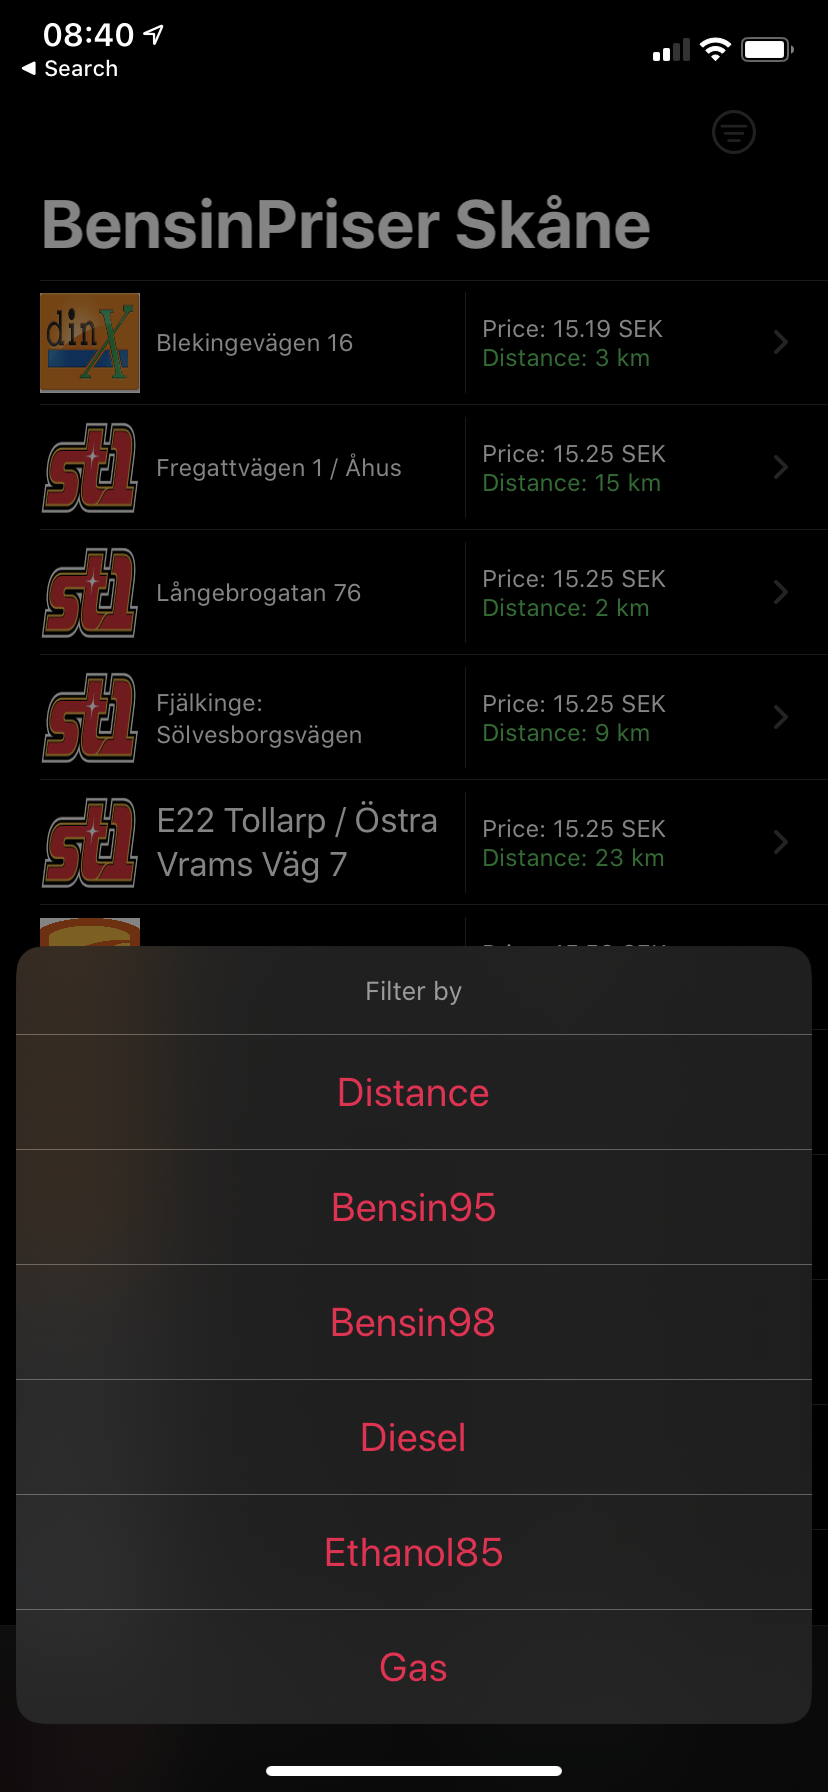 08:40
Search
BensinPriser Skåne
dinX
Blekingevägen 16
Price: 15.19 SEK
Distance: 3 km
st1
Fregattvägen 1 / Åhus
Price: 15.25 SEK
Distance: 15 km
st1
Långebrogatan 76
Price: 15.25 SEK
Distance: 2 km
st1
Fjälkinge:
Sölvesborgsvägen
Price: 15.25 SEK
Distance: 9 km
st1
E22 Tollarp / Östra
Vrams Väg 7
Price: 15.25 SEK
Distance: 23 km
Filter by
Distance
Bensin95
Bensin98
Diesel
Ethanol85
Gas